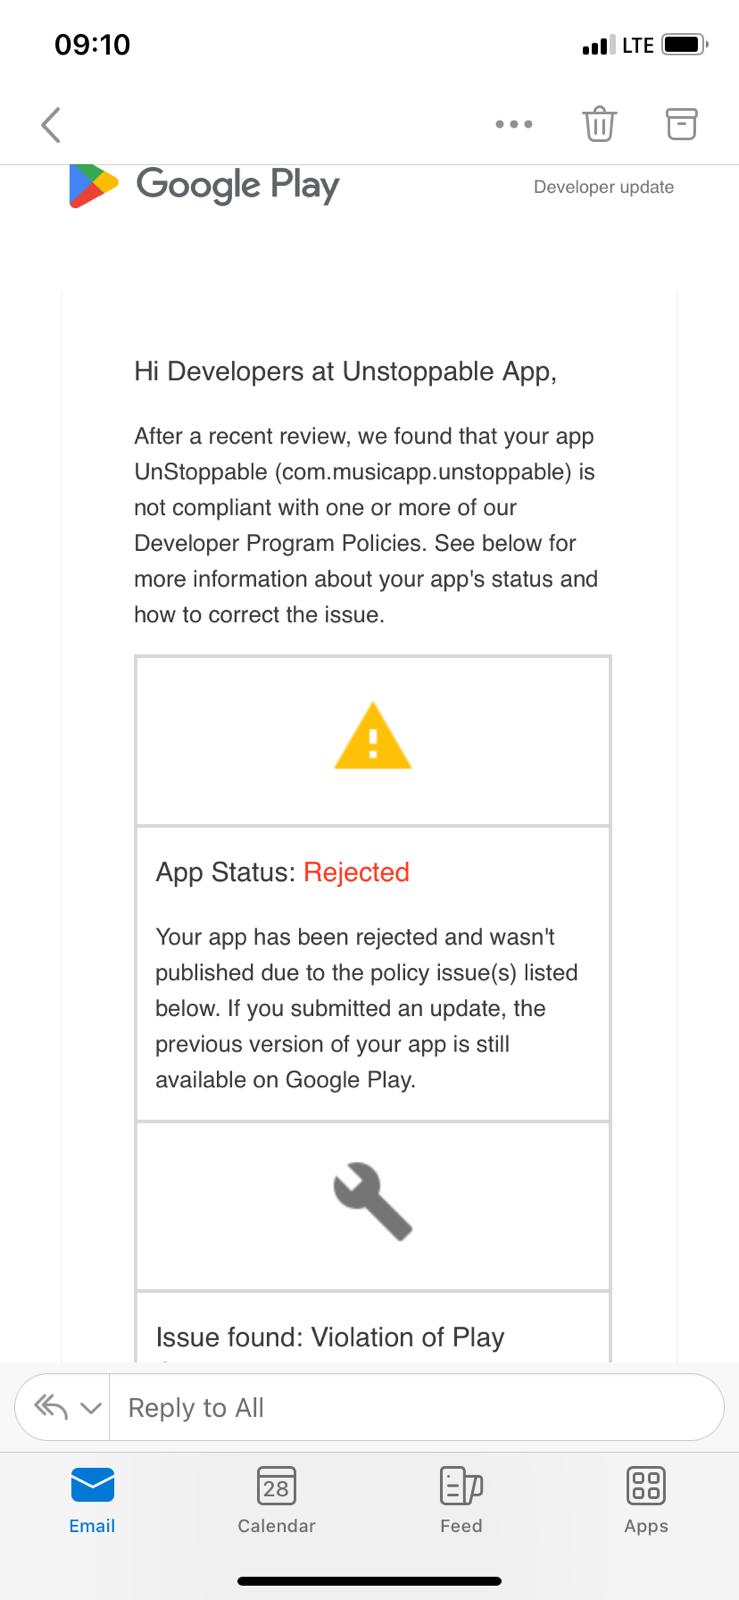 09:10
LTE
Google Play
Developer update
Hi Developers at Unstoppable App,
After a recent review, we found that your app
UnStoppable (com.musicapp.unstoppable) is
not compliant with one or more of our
Developer Program Policies. See below for
more information about your app's status and
how to correct the issue.
App Status: Rejected
Your app has been rejected and wasn't
published due to the policy issue(s) listed
below. If you submitted an update, the
previous version of your app is still
available on Google Play.
Issue found: Violation of Play
Reply to All
28
Email
Calendar
Feed
Apps